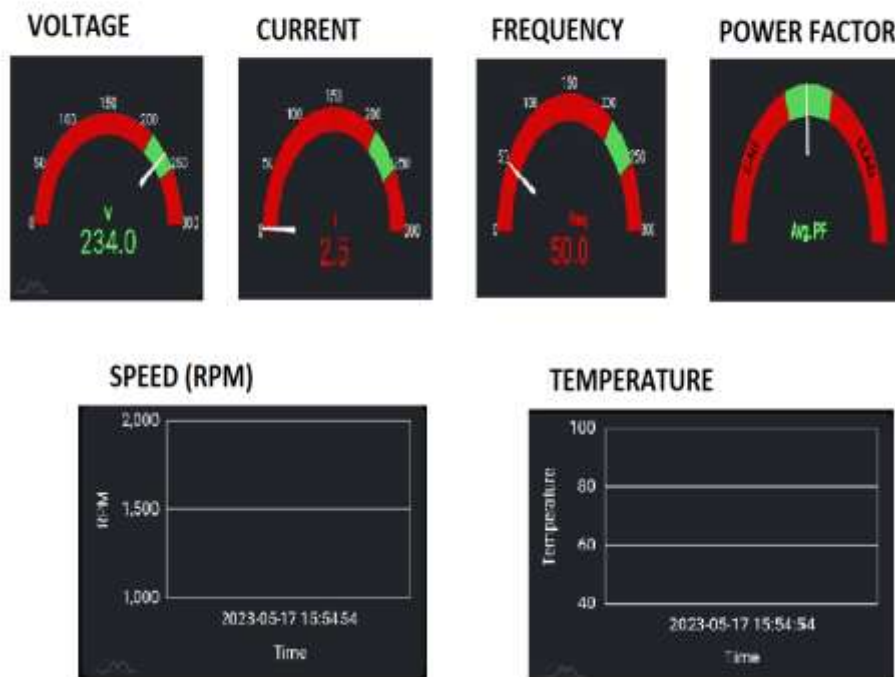 VOLTAGE
CURRENT
FREQUENCY
POWER FACTOR
0
50
100
150
200
250
300
V
234.0
0
50
100
150
200
250
300
I
2.5
0
50
100
150
200
250
300
freq
50.0
Avg.PF
SPEED (RPM)
2,000
1,500
1,000
RPM
2023-05-17 15:54:54
Time
TEMPERATURE
100
80
60
40
Temperature
2023-05-17 15:54:54
Time